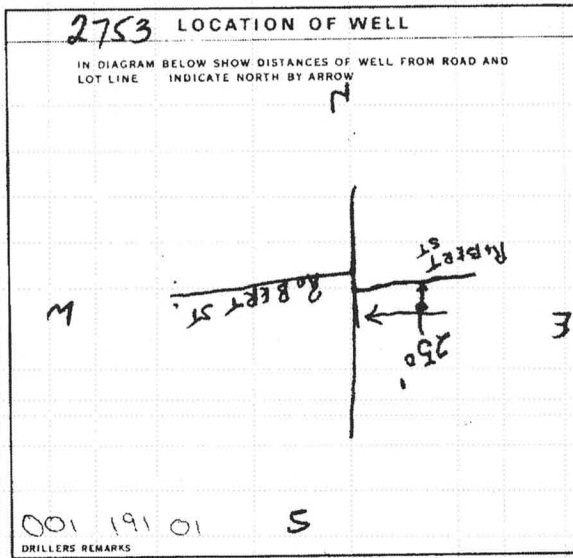 2753 LOCATION OF WELL
IN DIAGRAM BELOW SHOW DISTANCES OF WELL FROM ROAD AND
LOT LINE INDICATE NORTH BY ARROW
N
ROBERT
ST
ROBERT ST.
W
E
250'
S
001 191 01
DRILLERS REMARKS